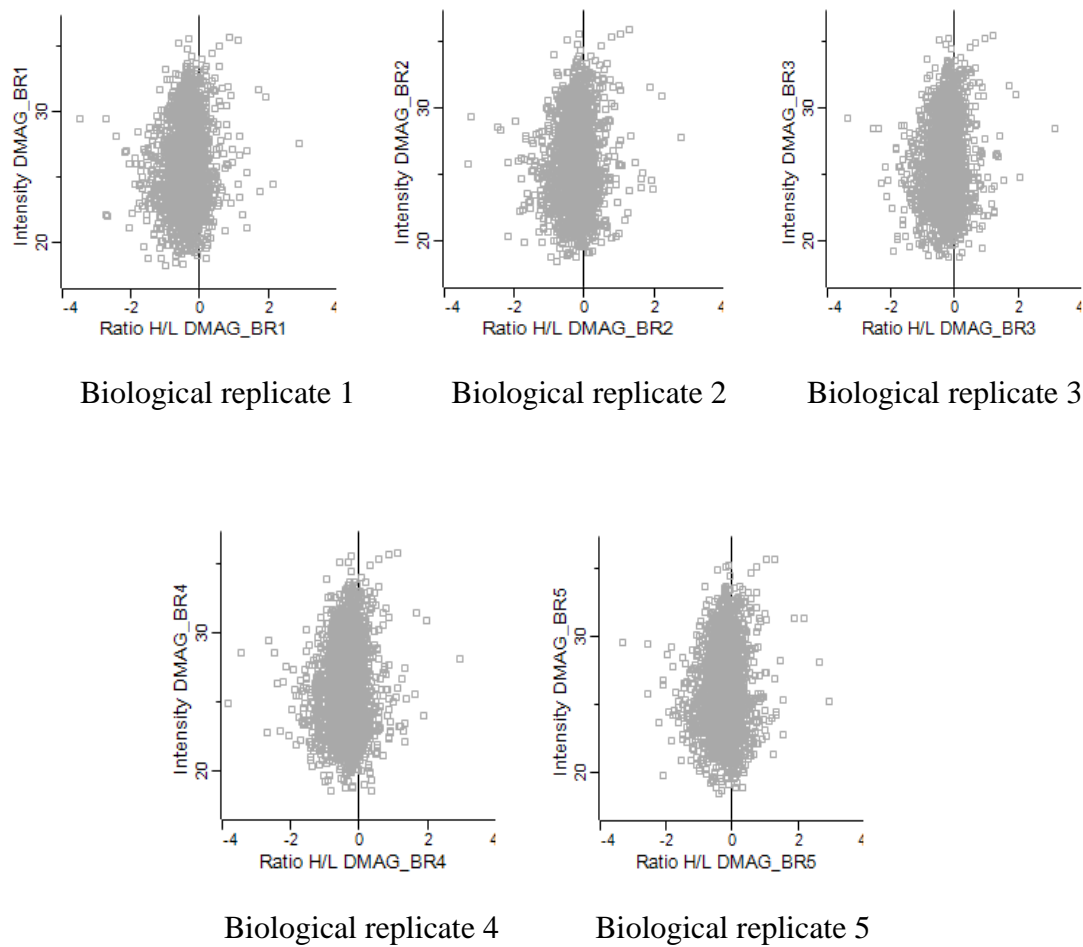 Intensity DMAG_BR1
30
20
-4 -2 0 2 4
Ratio H/L DMAG_BR1
Biological replicate 1
Intensity DMAG_BR2
30
20
-4 -2 0 2 4
Ratio H/L DMAG_BR2
Biological replicate 2
Intensity DMAG_BR3
30
20
-4 -2 0 2 4
Ratio H/L DMAG_BR3
Biological replicate 3
Intensity DMAG_BR4
30
20
-4 -2 0 2 4
Ratio H/L DMAG_BR4
Biological replicate 4
Intensity DMAG_BR5
30
20
-4 -2 0 2 4
Ratio H/L DMAG_BR5
Biological replicate 5